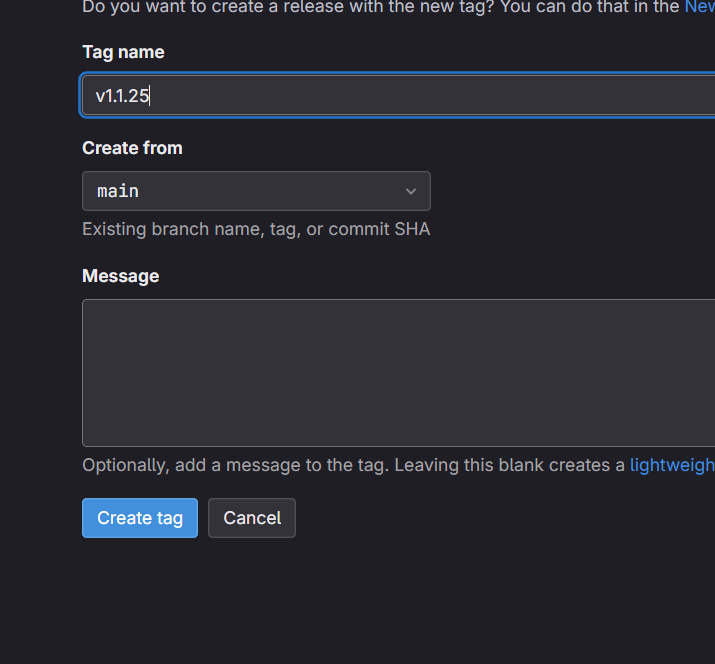 Do you want to create a release with the new tag? You can do that in the New
Tag name
v1.1.25
Create from
main
Existing branch name, tag, or commit SHA
Message
Optionally, add a message to the tag. Leaving this blank creates a lightweigh
Create tag
Cancel